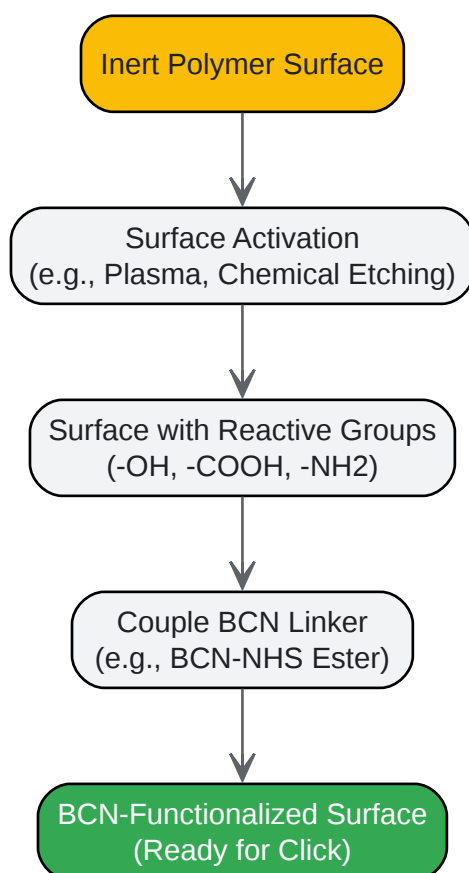 Inert Polymer Surface
Surface Activation
(e.g., Plasma, Chemical Etching)
Surface with Reactive Groups
(-OH, -COOH, -NH2)
Couple BCN Linker
(e.g., BCN-NHS Ester)
BCN-Functionalized Surface
(Ready for Click)